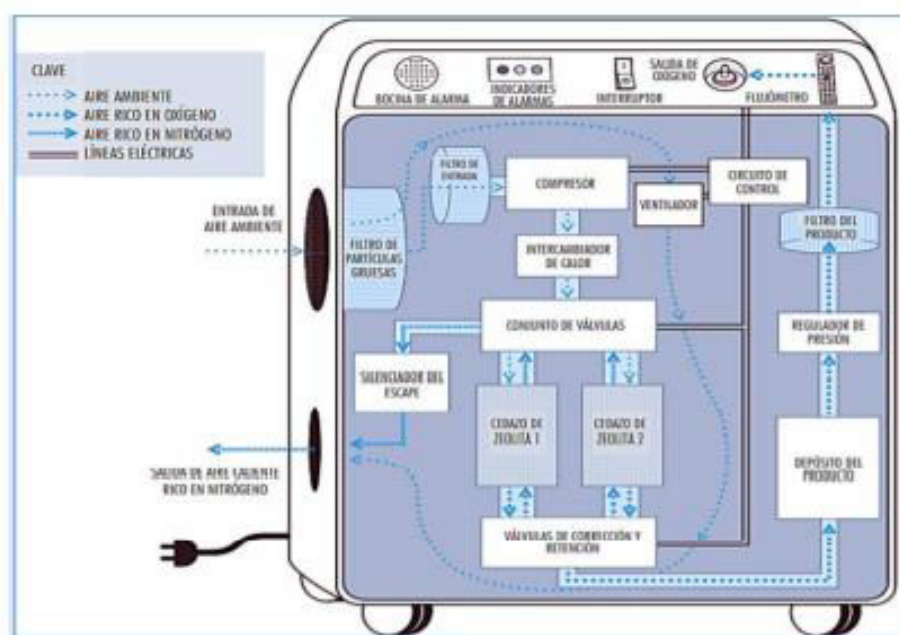 CLAVE
AIRE AMBIENTE
AIRE RICO EN OXÍGENO
AIRE RICO EN NITRÓGENO
LÍNEAS ELÉCTRICAS
BOCINA DE ALARMA
INDICADORES
DE ALARMAS
INTERRUPTOR
SALIDA DE
OXÍGENO
FLUJÓMETRO
ENTRADA DE
AIRE AMBIENTE
FILTRO DE
PARTÍCULAS
GRUESAS
FILTRO DE
ENTRADA
COMPRESOR
VENTILADOR
CIRCUITO DE
CONTROL
FILTRO DEL
PRODUCTO
INTERCAMBIADOR
DE CALOR
CONJUNTO DE VÁLVULAS
REGULADOR DE
PRESIÓN
SILENCIADOR DEL
ESCAPE
CEDAZO DE
ZEOLITA 1
CEDAZO DE
ZEOLITA 2
DEPÓSITO DEL
PRODUCTO
SALIDA DE AIRE CALIENTE
RICO EN NITRÓGENO
VÁLVULAS DE CORRECCIÓN Y
RETENCIÓN